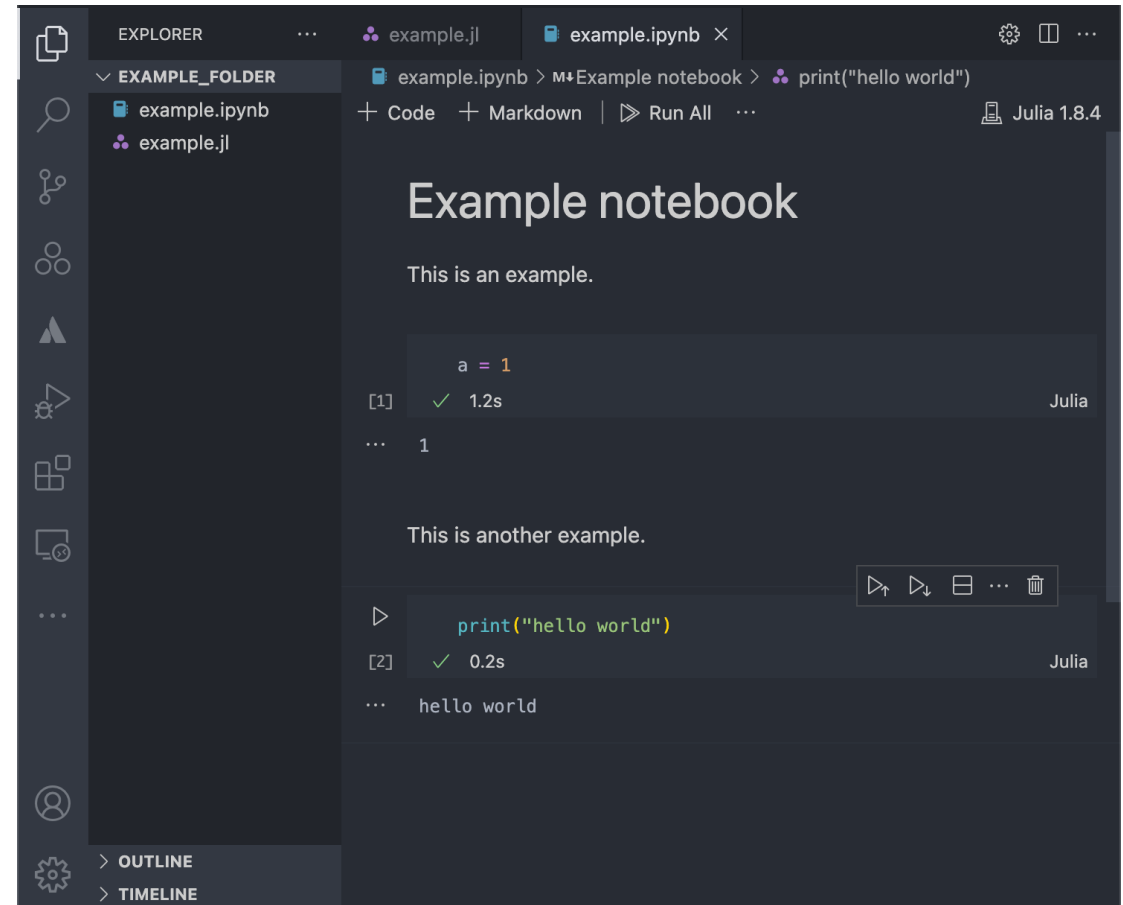 EXPLORER ...
example.jl
example.ipynb
EXAMPLE_FOLDER
example.ipynb
example.jl
example.ipynb > M↓ Example notebook > print("hello world")
+ Code + Markdown | Run All ... Julia 1.8.4
Example notebook
This is an example.
a = 1
[1] ✓ 1.2s Julia
... 1
This is another example.
print("hello world")
[2] ✓ 0.2s Julia
... hello world
OUTLINE
TIMELINE